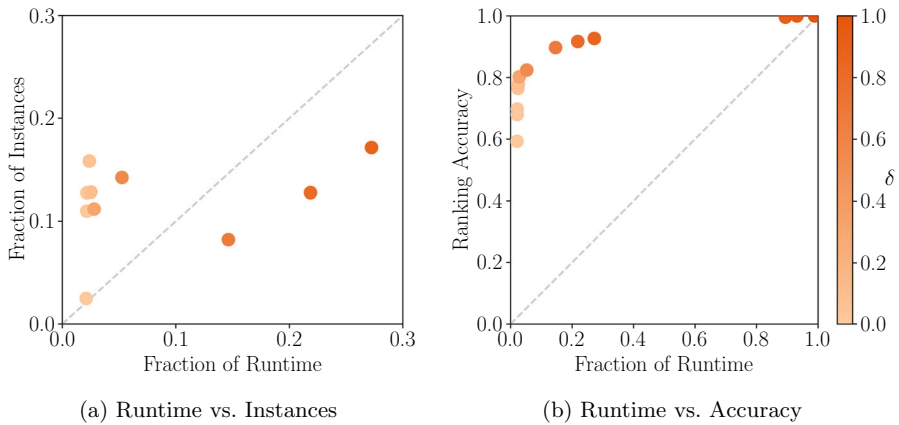 0.3
0.2
0.1
0.0
Fraction of Instances
0.0 0.1 0.2 0.3
Fraction of Runtime
(a) Runtime vs. Instances
1.0
0.8
0.6
0.4
0.2
0.0
Ranking Accuracy
0.0 0.2 0.4 0.6 0.8 1.0
Fraction of Runtime
(b) Runtime vs. Accuracy
1.0
0.8
0.6
0.4
0.2
0.0
δ